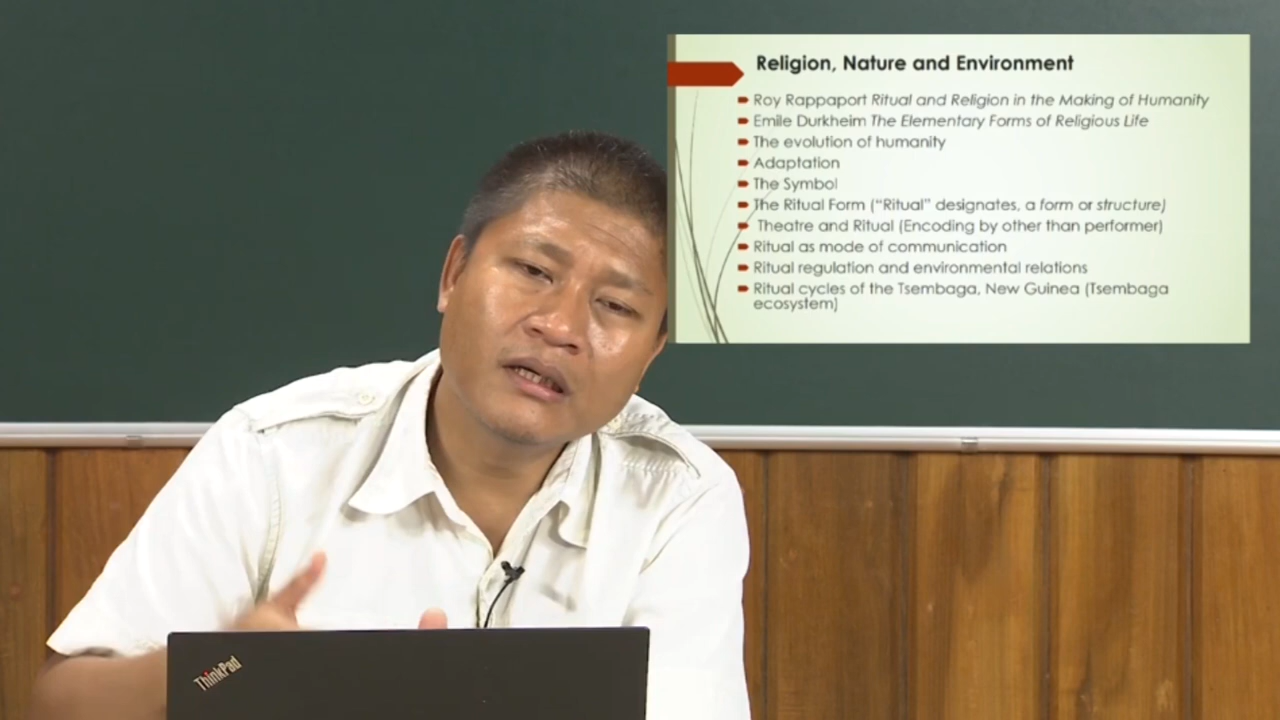 Religion, Nature and Environment
Roy Rappaport Ritual and Religion in the Making of Humanity
Emile Durkheim The Elementary Forms of Religious Life
The evolution of humanity
Adaptation
The Symbol
The Ritual Form (“Ritual” designates, a form or structure)
Theatre and Ritual (Encoding by other than performer)
Ritual as mode of communication
Ritual regulation and environmental relations
Ritual cycles of the Tsembaga, New Guinea (Tsembaga
ecosystem)
ThinkPad